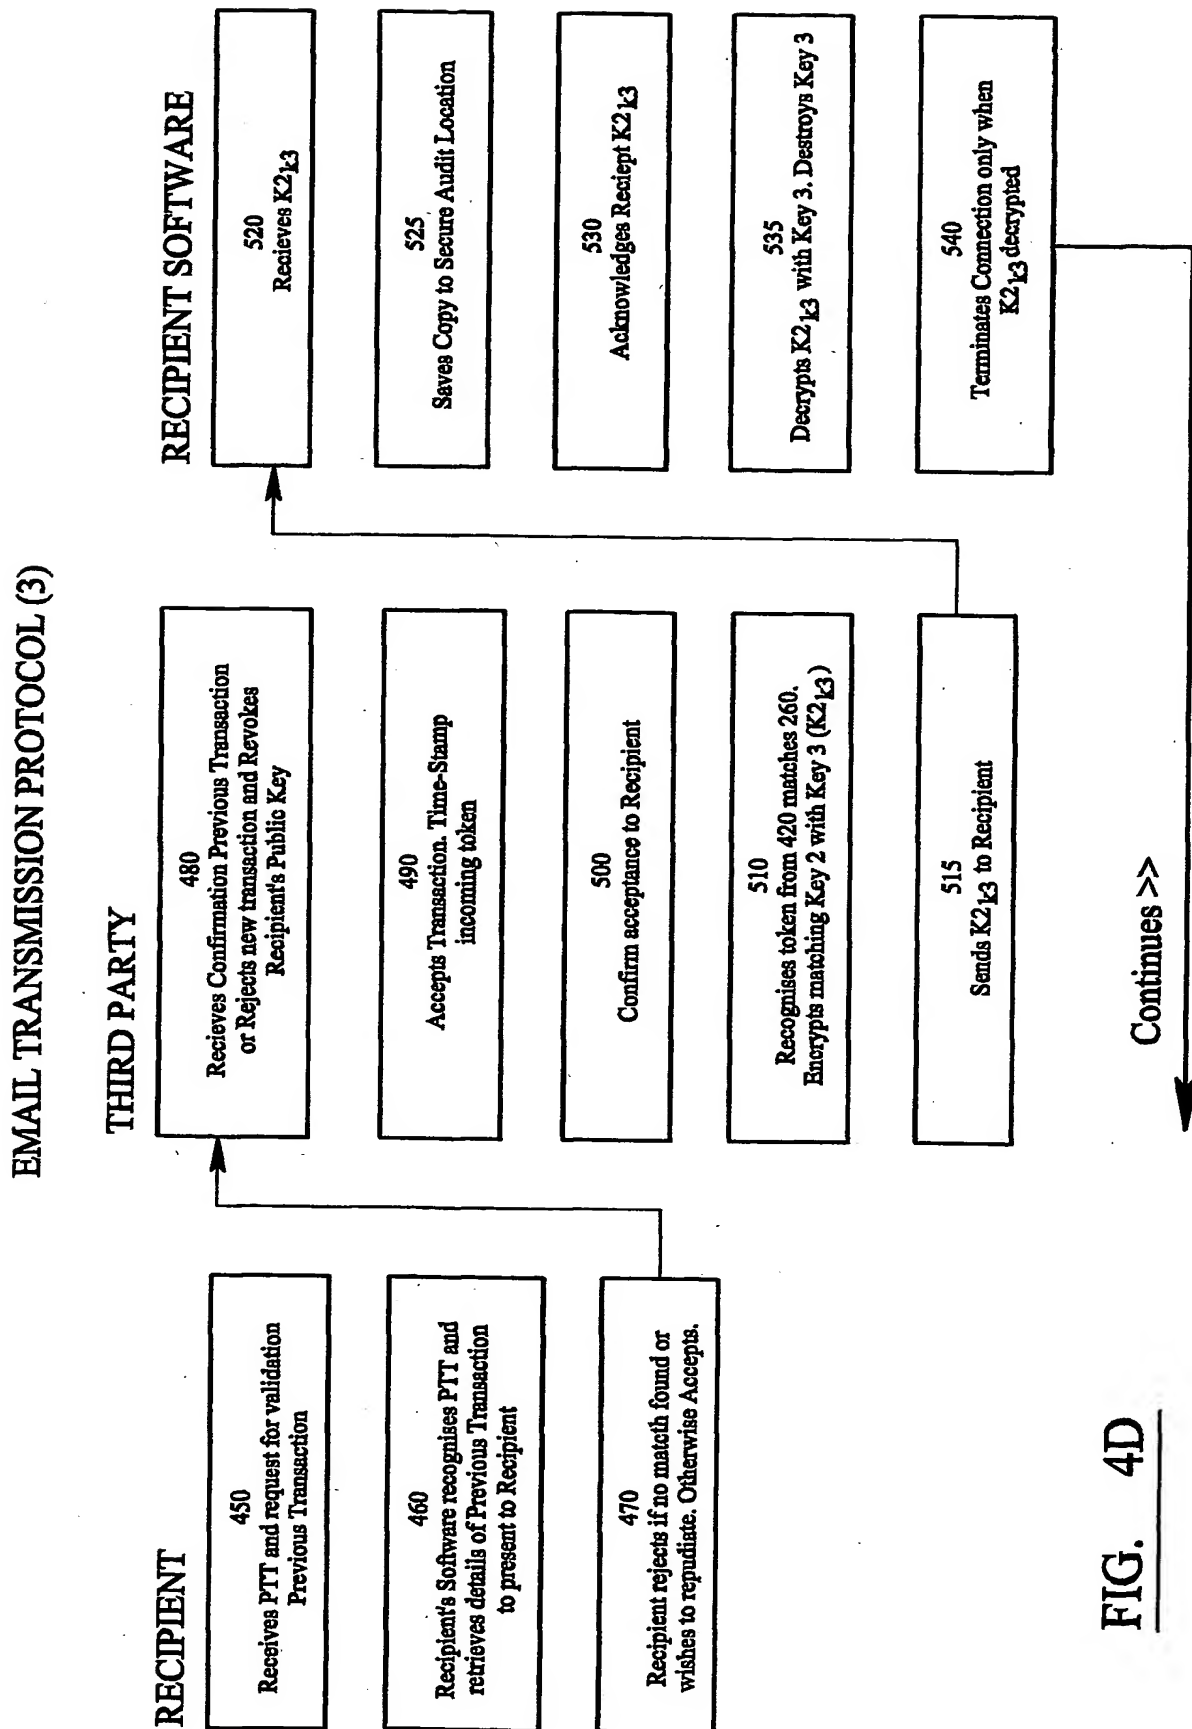 EMAIL TRANSMISSION PROTOCOL (3)
RECIPIENT
450
Receives PTT and request for validation
Previous Transaction
460
Recipient's Software recognises PTT and
retrieves details of Previous Transaction
to present to Recipient
470
Recipient rejects if no matcth found or
wishes to repudiate. Otherwise Accepts.
THIRD PARTY
480
Recieves Confirmation Previous Transaction
or Rejects new transaction and Revokes
Recipient's Public Key
490
Accepts Transaction. Time-Stamp
incoming token
500
Confirm acceptance to Recipient
510
Recognises token from 420 matches 260.
Encrypts matching Key 2 with Key 3 (K2k3)
515
Sends K2k3 to Recipient
RECIPIENT SOFTWARE
520
Recieves K2k3
525
Saves Copy to Secure Audit Location
530
Acknowledges Reciept K2k3
535
Decrypts K2k3 with Key 3. Destroys Key 3
540
Terminates Connection only when
K2k3 decrypted
Continues >>
FIG. 4D